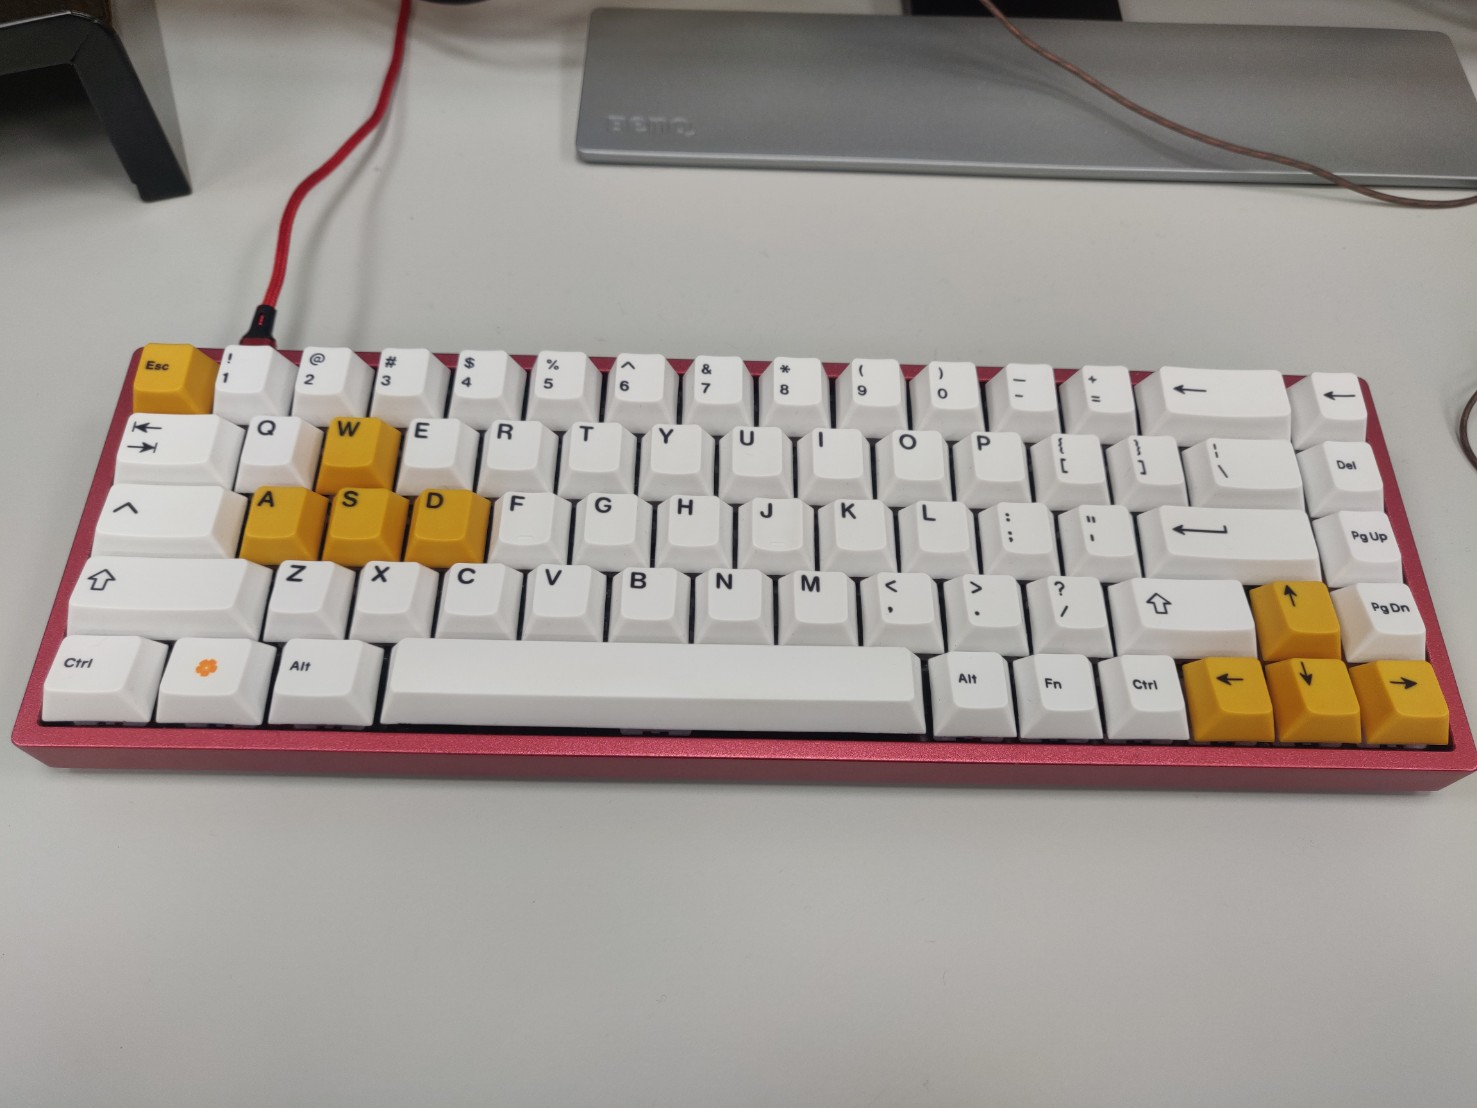 BenQ
Esc ! 1 @ 2 # 3 $ 4 % 5 ^ 6 & 7 * 8 ( 9 ) 0 _ - + = ← ←
Q W E R T Y U I O P { [ } ] ¦ \ Del
^ A S D F G H J K L : ; " ' PgUp
Z X C V B N M < , > . ? / ↑ PgDn
Ctrl Alt Alt Fn Ctrl ← ↓ →